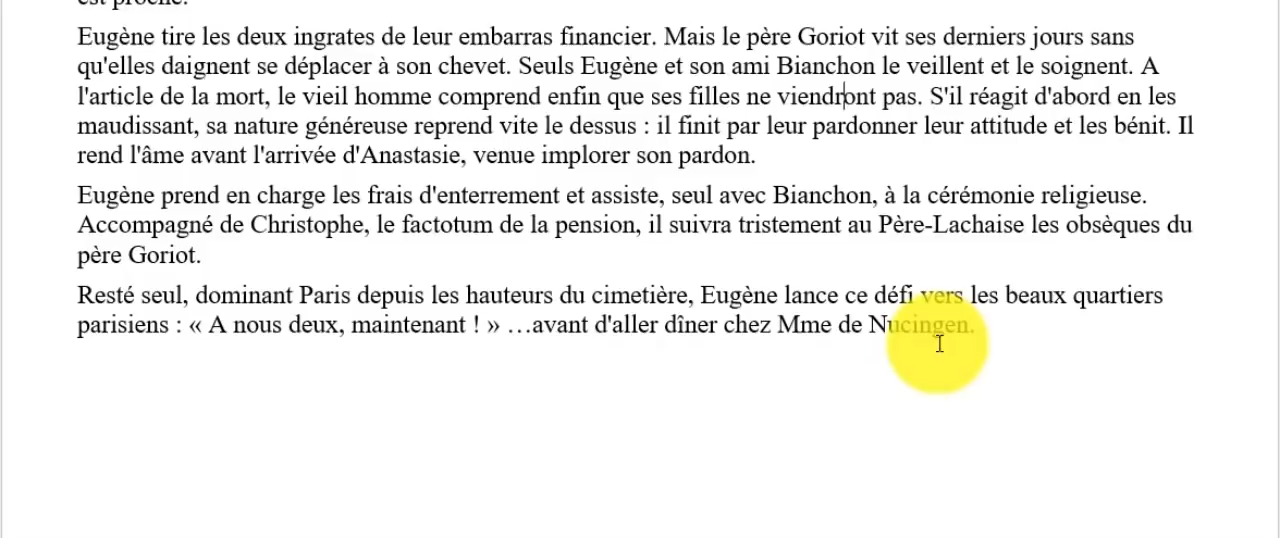 est proche.
Eugène tire les deux ingrates de leur embarras financier. Mais le père Goriot vit ses derniers jours sans
qu'elles daignent se déplacer à son chevet. Seuls Eugène et son ami Bianchon le veillent et le soignent. A
l'article de la mort, le vieil homme comprend enfin que ses filles ne viendront pas. S'il réagit d'abord en les
maudissant, sa nature généreuse reprend vite le dessus : il finit par leur pardonner leur attitude et les bénit. Il
rend l'âme avant l'arrivée d'Anastasie, venue implorer son pardon.
Eugène prend en charge les frais d'enterrement et assiste, seul avec Bianchon, à la cérémonie religieuse.
Accompagné de Christophe, le factotum de la pension, il suivra tristement au Père-Lachaise les obsèques du
père Goriot.
Resté seul, dominant Paris depuis les hauteurs du cimetière, Eugène lance ce défi vers les beaux quartiers
parisiens : « A nous deux, maintenant ! » …avant d'aller dîner chez Mme de Nucingen.